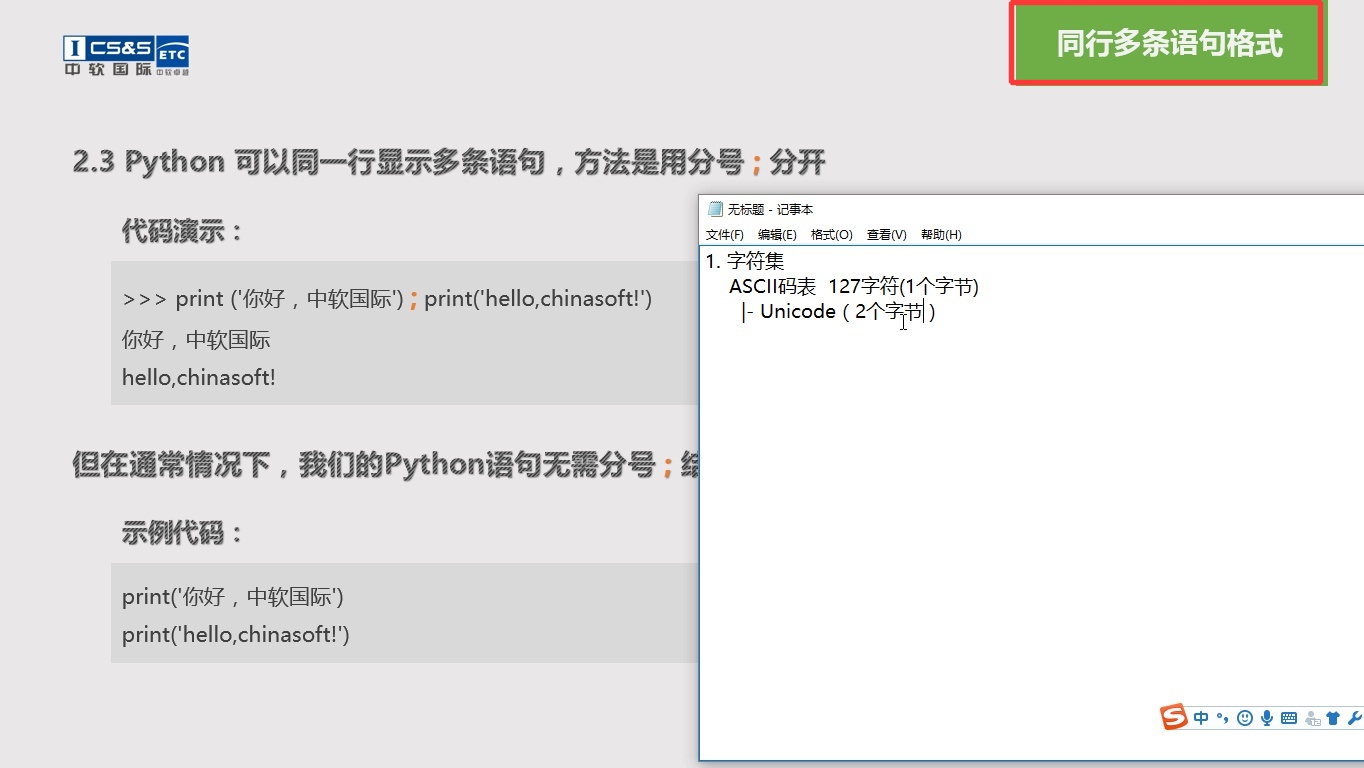 I CS&S ETC
中软国际 中软卓越
同行多条语句格式
2.3 Python 可以同一行显示多条语句，方法是用分号；分开
代码演示：
>>> print ('你好，中软国际')；print('hello,chinasoft!')
你好，中软国际
hello,chinasoft!
但在通常情况下，我们的Python语句无需分号；结
示例代码：
print('你好，中软国际')
print('hello,chinasoft!')
无标题 - 记事本
文件(F) 编辑(E) 格式(O) 查看(V) 帮助(H)
1. 字符集
ASCII码表 127字符(1个字节)
|- Unicode（2个字节）
S 中